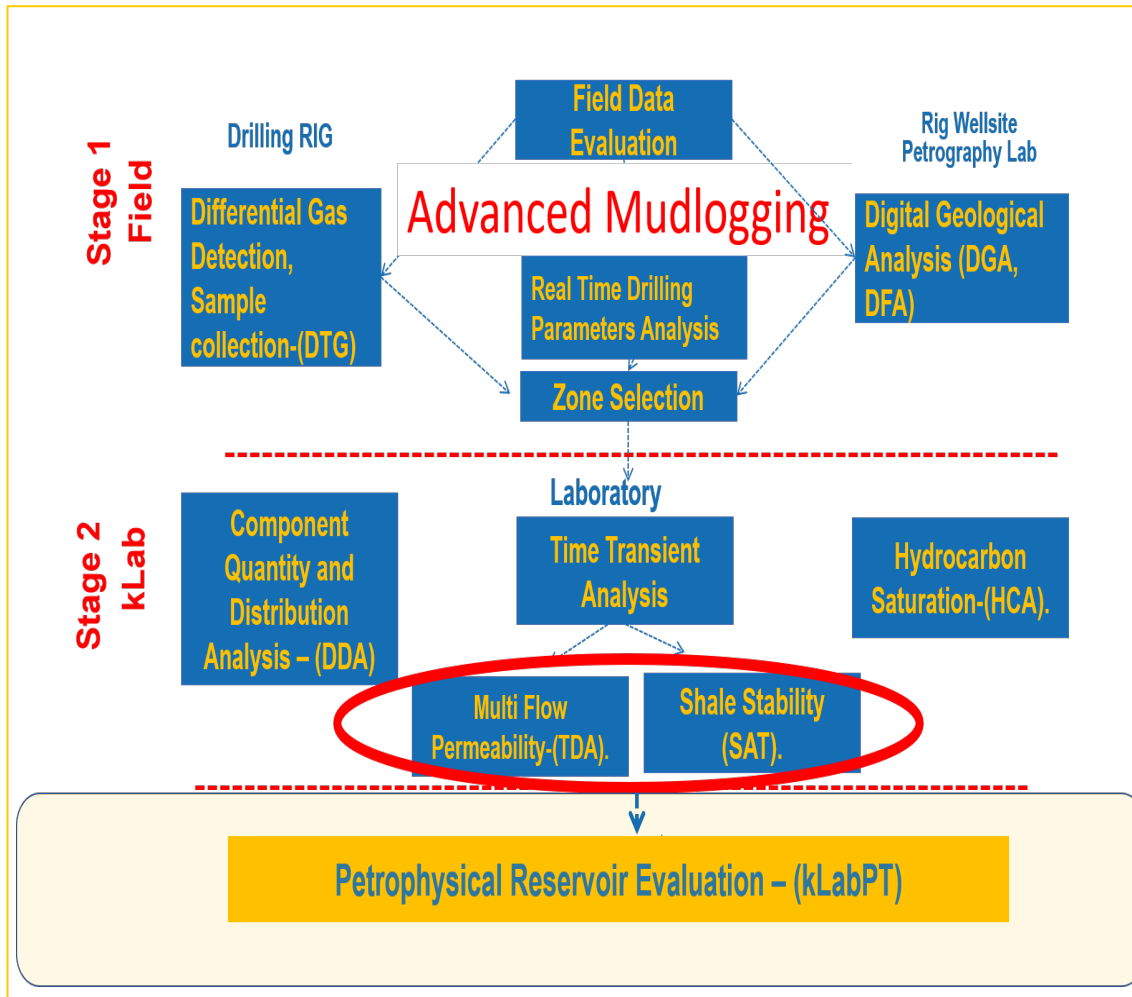 Stage 1
Field
Drilling RIG
Field Data
Evaluation
Rig Wellsite
Petrography Lab
Advanced Mudlogging
Differential Gas
Detection,
Sample
collection-(DTG)
Real Time Drilling
Parameters Analysis
Digital Geological
Analysis (DGA,
DFA)
Zone Selection
Stage 2
kLab
Laboratory
Component
Quantity and
Distribution
Analysis – (DDA)
Time Transient
Analysis
Hydrocarbon
Saturation-(HCA).
Multi Flow
Permeability-(TDA).
Shale Stability
(SAT).
Petrophysical Reservoir Evaluation – (kLabPT)